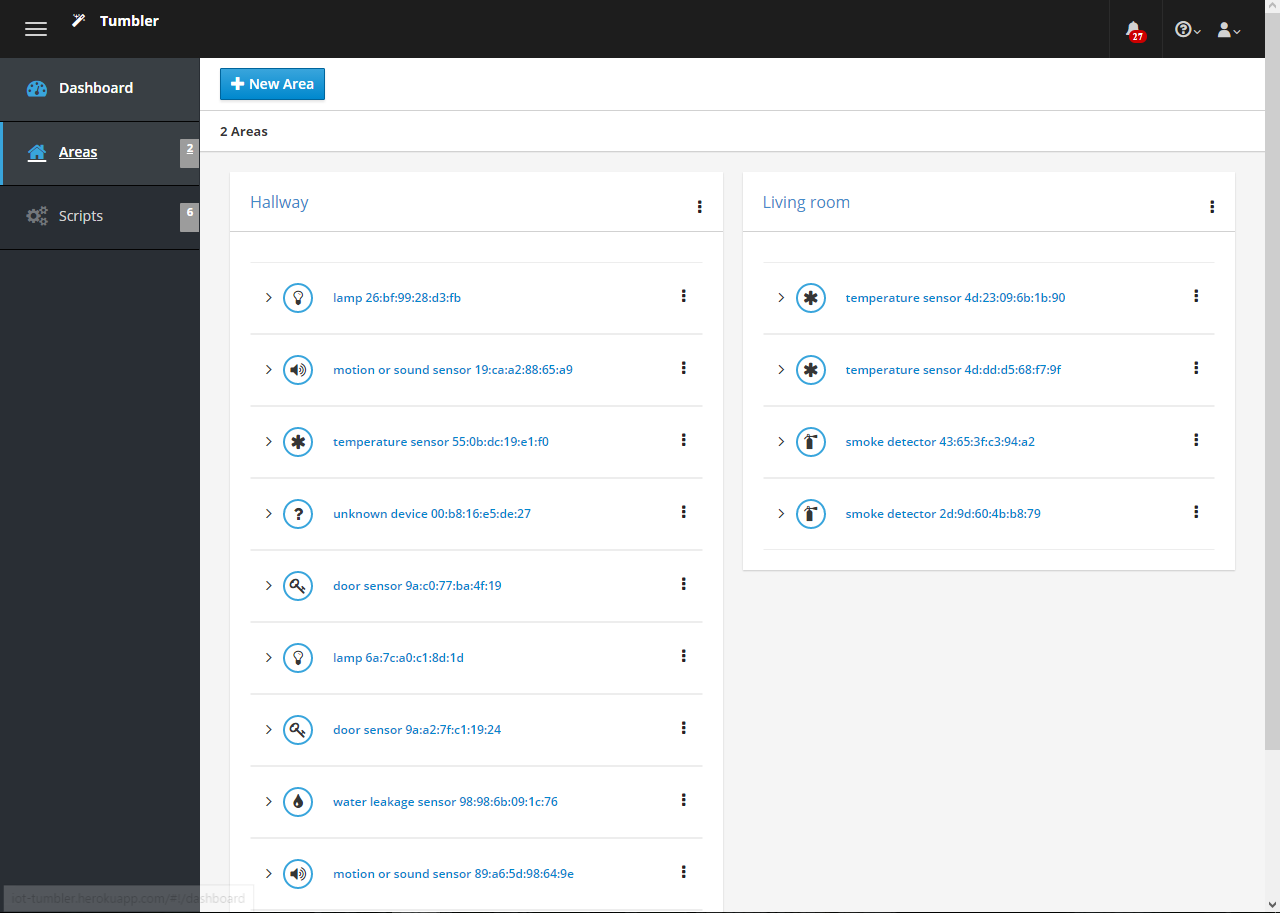 Tumbler
27
Dashboard
Areas
2
Scripts
6
New Area
2 Areas
Hallway
lamp 26:bf:99:28:d3:fb
motion or sound sensor 19:ca:a2:88:65:a9
temperature sensor 55:0b:dc:19:e1:f0
unknown device 00:b8:16:e5:de:27
door sensor 9a:c0:77:ba:4f:19
lamp 6a:7c:a0:c1:8d:1d
door sensor 9a:a2:7f:c1:19:24
water leakage sensor 98:98:6b:09:1c:76
motion or sound sensor 89:a6:5d:98:64:9e
Living room
temperature sensor 4d:23:09:6b:1b:90
temperature sensor 4d:dd:d5:68:f7:9f
smoke detector 43:65:3f:c3:94:a2
smoke detector 2d:9d:60:4b:b8:79
iot-tumbler.herokuapp.com/#!/dashboard